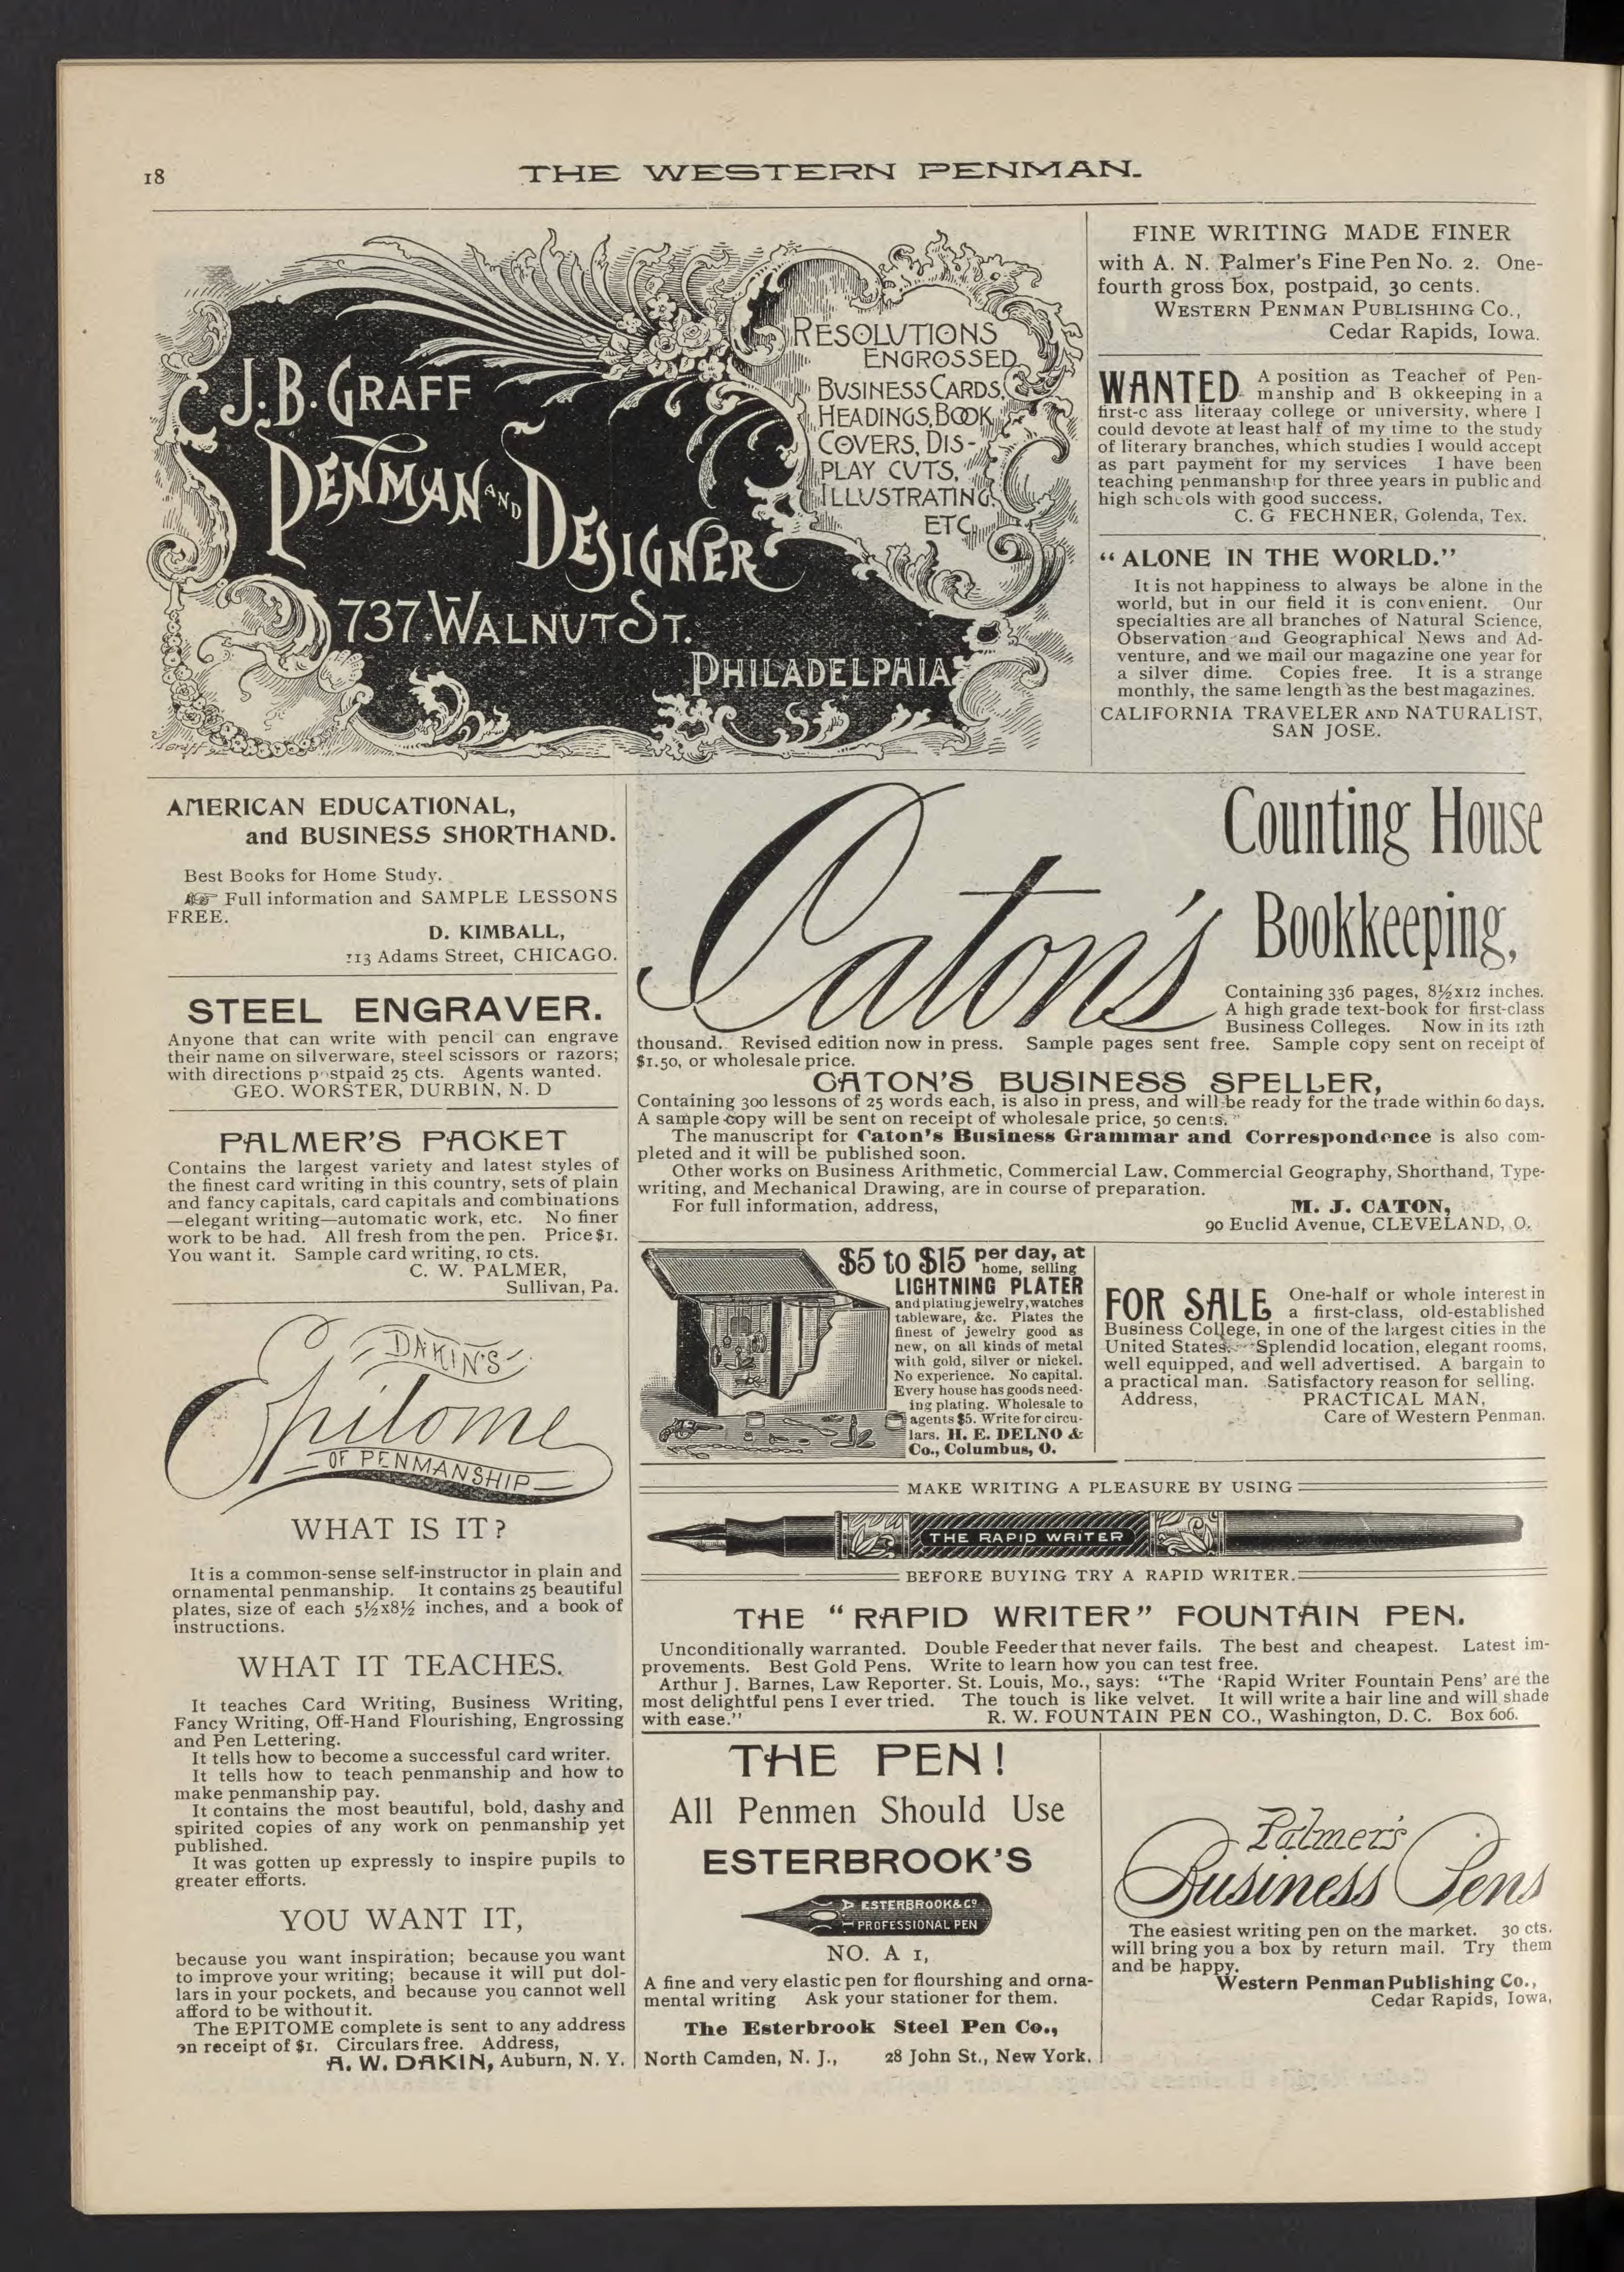 18
THE WESTERN PENMAN.
J. B. GRAFF
PENMAN AND
DESIGNER
737 WALNUT ST.
PHILADELPHIA
RESOLUTIONS
ENGROSSED
BUSINESS CARDS,
HEADINGS, BOOK
COVERS, DIS-
PLAY CUTS,
ILLUSTRATING
ETC.
Graff
FINE WRITING MADE FINER
with A. N. Palmer's Fine Pen No. 2. One-
fourth gross box, postpaid, 30 cents.
WESTERN PENMAN PUBLISHING CO.,
Cedar Rapids, Iowa.
WANTED A position as Teacher of Pen-
manship and B okkeeping in a
first-c ass literaay college or university, where I
could devote at least half of my time to the study
of literary branches, which studies I would accept
as part payment for my services I have been
teaching penmanship for three years in public and
high schools with good success.
C. G FECHNER, Golenda, Tex.
"ALONE IN THE WORLD."
It is not happiness to always be alone in the
world, but in our field it is convenient. Our
specialties are all branches of Natural Science,
Observation and Geographical News and Ad-
venture, and we mail our magazine one year for
a silver dime. Copies free. It is a strange
monthly, the same length as the best magazines.
CALIFORNIA TRAVELER AND NATURALIST,
SAN JOSE.
AMERICAN EDUCATIONAL,
and BUSINESS SHORTHAND.
Best Books for Home Study.
☞ Full information and SAMPLE LESSONS
FREE.
D. KIMBALL,
113 Adams Street, CHICAGO.
STEEL ENGRAVER.
Anyone that can write with pencil can engrave
their name on silverware, steel scissors or razors;
with directions postpaid 25 cts. Agents wanted.
GEO. WORSTER, DURBIN, N. D
PALMER'S PACKET
Contains the largest variety and latest styles of
the finest card writing in this country, sets of plain
and fancy capitals, card capitals and combinations
—elegant writing—automatic work, etc. No finer
work to be had. All fresh from the pen. Price $1.
You want it. Sample card writing, 10 cts.
C. W. PALMER,
Sullivan, Pa.
DAKIN'S
Epitome
OF PENMANSHIP
WHAT IS IT?
It is a common-sense self-instructor in plain and
ornamental penmanship. It contains 25 beautiful
plates, size of each 5½x8½ inches, and a book of
instructions.
WHAT IT TEACHES.
It teaches Card Writing, Business Writing,
Fancy Writing, Off-Hand Flourishing, Engrossing
and Pen Lettering.
It tells how to become a successful card writer.
It tells how to teach penmanship and how to
make penmanship pay.
It contains the most beautiful, bold, dashy and
spirited copies of any work on penmanship yet
published.
It was gotten up expressly to inspire pupils to
greater efforts.
YOU WANT IT,
because you want inspiration; because you want
to improve your writing; because it will put dol-
lars in your pockets, and because you cannot well
afford to be without it.
The EPITOME complete is sent to any address
on receipt of $1. Circulars free. Address,
A. W. DAKIN, Auburn, N. Y.
Caton's
Counting House
Bookkeeping,
Containing 336 pages, 8½x12 inches.
A high grade text-book for first-class
Business Colleges. Now in its 12th
thousand. Revised edition now in press. Sample pages sent free. Sample copy sent on receipt of
$1.50, or wholesale price.
CATON'S BUSINESS SPELLER,
Containing 300 lessons of 25 words each, is also in press, and will be ready for the trade within 60 days.
A sample copy will be sent on receipt of wholesale price, 50 cents.
The manuscript for Caton's Business Grammar and Correspondence is also com-
pleted and it will be published soon.
Other works on Business Arithmetic, Commercial Law, Commercial Geography, Shorthand, Type-
writing, and Mechanical Drawing, are in course of preparation.
For full information, address,
M. J. CATON,
90 Euclid Avenue, CLEVELAND, O.
$5 to $15 per day, at
home, selling
LIGHTNING PLATER
and plating jewelry, watches
tableware, &c. Plates the
finest of jewelry good as
new, on all kinds of metal
with gold, silver or nickel.
No experience. No capital.
Every house has goods need-
ing plating. Wholesale to
agents $5. Write for circu-
lars. H. E. DELNO &
Co., Columbus, O.
FOR SALE One-half or whole interest in
a first-class, old-established
Business College, in one of the largest cities in the
United States. Splendid location, elegant rooms,
well equipped, and well advertised. A bargain to
a practical man. Satisfactory reason for selling.
Address, PRACTICAL MAN,
Care of Western Penman.
MAKE WRITING A PLEASURE BY USING
THE RAPID WRITER
BEFORE BUYING TRY A RAPID WRITER.
THE "RAPID WRITER" FOUNTAIN PEN.
Unconditionally warranted. Double Feeder that never fails. The best and cheapest. Latest im-
provements. Best Gold Pens. Write to learn how you can test free.
Arthur J. Barnes, Law Reporter. St. Louis, Mo., says: "The 'Rapid Writer Fountain Pens' are the
most delightful pens I ever tried. The touch is like velvet. It will write a hair line and will shade
with ease." R. W. FOUNTAIN PEN CO., Washington, D. C. Box 606.
THE PEN!
All Penmen Should Use
ESTERBROOK'S
ESTERBROOK & CO
PROFESSIONAL PEN
NO. A 1,
A fine and very elastic pen for flourshing and orna-
mental writing Ask your stationer for them.
The Esterbrook Steel Pen Co.,
North Camden, N. J., 28 John St., New York.
Palmer's
Business Pens
The easiest writing pen on the market. 30 cts.
will bring you a box by return mail. Try them
and be happy.
Western Penman Publishing Co.,
Cedar Rapids, Iowa,